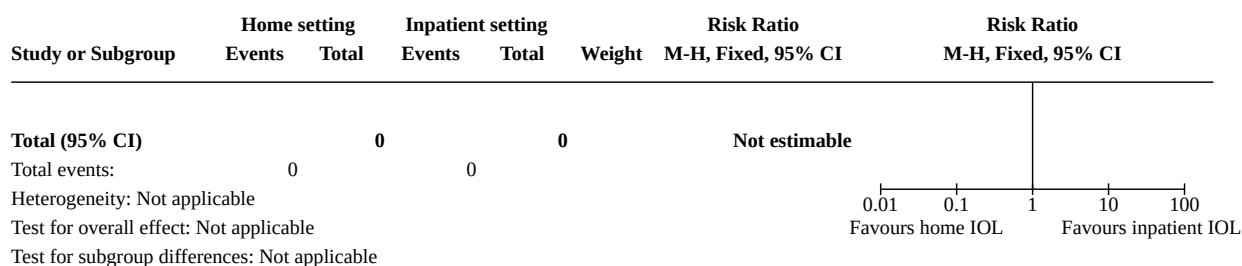 Home setting Inpatient setting Risk Ratio Risk Ratio
Study or Subgroup Events Total Events Total Weight M-H, Fixed, 95% CI M-H, Fixed, 95% CI
Total (95% CI) 0 0 Not estimable
Total events: 0 0
Heterogeneity: Not applicable
0.01 0.1 1 10 100
Test for overall effect: Not applicable Favours home IOL Favours inpatient IOL
Test for subgroup differences: Not applicable